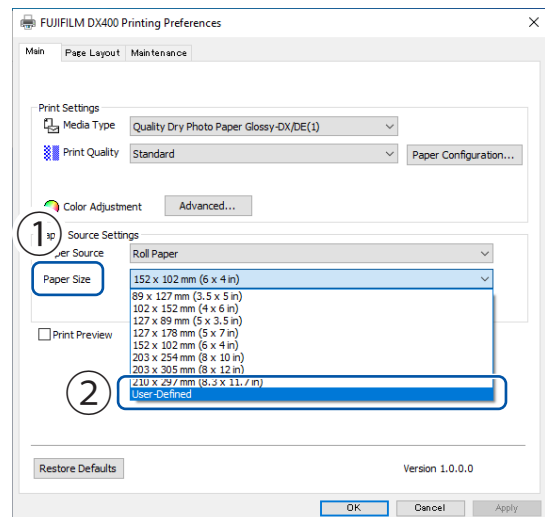 FUJIFILM DX400 Printing Preferences
Main Page Layout Maintenance
Print Settings
Media Type Quality Dry Photo Paper Glossy-DX/DE(1)
Print Quality Standard Paper Configuration...
Color Adjustment Advanced...
1
Source Settings
Source Roll Paper
Paper Size 152 x 102 mm (6 x 4 in)
89 x 127 mm (3.5 x 5 in)
102 x 152 mm (4 x 6 in)
127 x 89 mm (5 x 3.5 in)
127 x 178 mm (5 x 7 in)
Print Preview 152 x 102 mm (6 x 4 in)
203 x 254 mm (8 x 10 in)
203 x 305 mm (8 x 12 in)
210 x 297 mm (8.3 x 11.7 in)
2 User-Defined
Restore Defaults Version 1.0.0.0
OK Cancel Apply